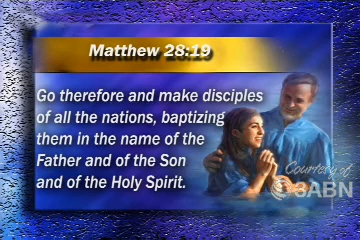 Matthew 28:19
Go therefore and make disciples
of all the nations, baptizing
them in the name of the
Father and of the Son
and of the Holy Spirit.
Courtesy of
3ABN